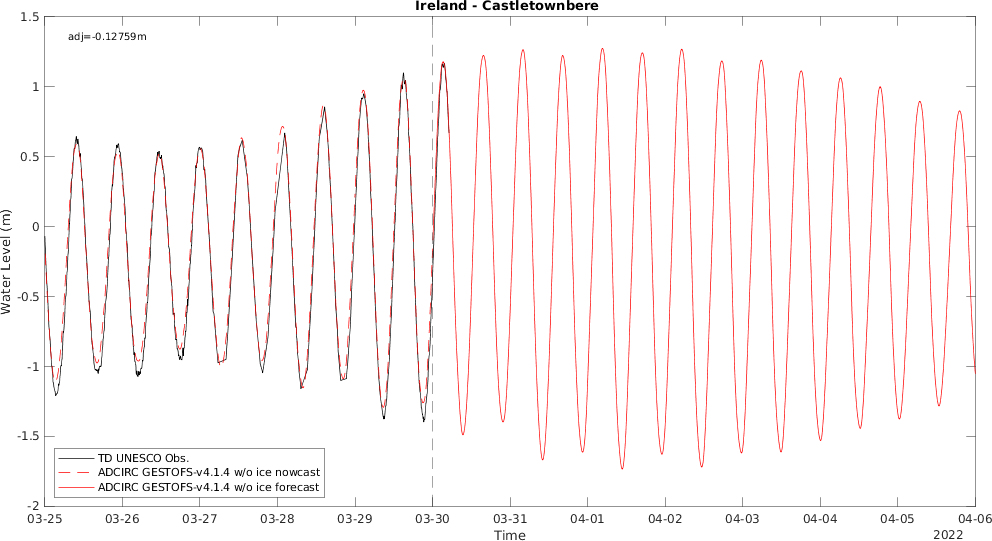 Ireland - Castletownbere
adj=-0.12759m
1.5
1
0.5
0
-0.5
-1
-1.5
-2
Water Level (m)
TD UNESCO Obs.
ADCIRC GESTOFS-v4.1.4 w/o ice nowcast
ADCIRC GESTOFS-v4.1.4 w/o ice forecast
03-25 03-26 03-27 03-28 03-29 03-30 03-31 04-01 04-02 04-03 04-04 04-05 04-06
Time
2022